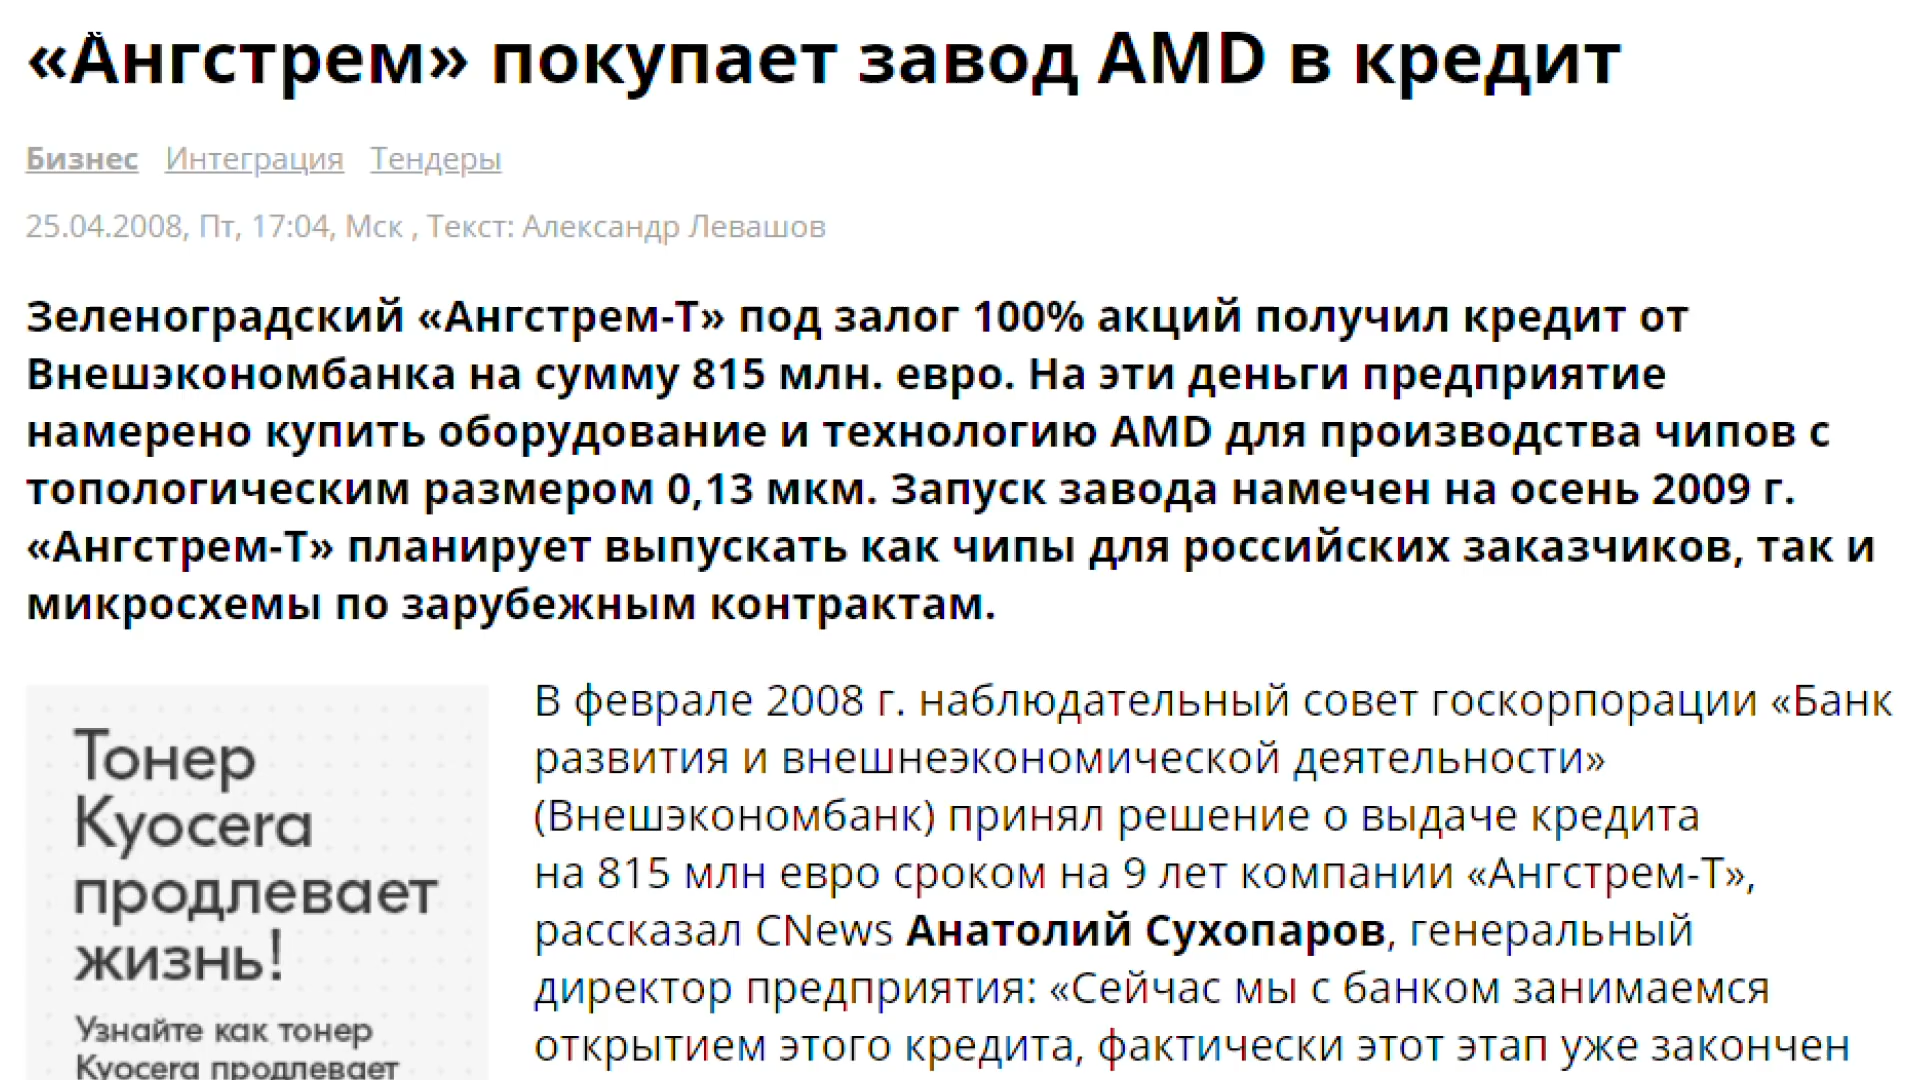 «Ангстрем» покупает завод AMD в кредит
Бизнес Интеграция Тендеры
25.04.2008, Пт, 17:04, Мск , Текст: Александр Левашов
Зеленоградский «Ангстрем-Т» под залог 100% акций получил кредит от
Внешэкономбанка на сумму 815 млн. евро. На эти деньги предприятие
намерено купить оборудование и технологию AMD для производства чипов с
топологическим размером 0,13 мкм. Запуск завода намечен на осень 2009 г.
«Ангстрем-Т» планирует выпускать как чипы для российских заказчиков, так и
микросхемы по зарубежным контрактам.
В феврале 2008 г. наблюдательный совет госкорпорации «Банк
развития и внешнеэкономической деятельности»
(Внешэкономбанк) принял решение о выдаче кредита
на 815 млн евро сроком на 9 лет компании «Ангстрем-Т»,
рассказал CNews Анатолий Сухопаров, генеральный
директор предприятия: «Сейчас мы с банком занимаемся
открытием этого кредита, фактически этот этап уже закончен
Тонер
Kyocera
продлевает
жизнь!
Узнайте как тонер
Kyocera продлевает